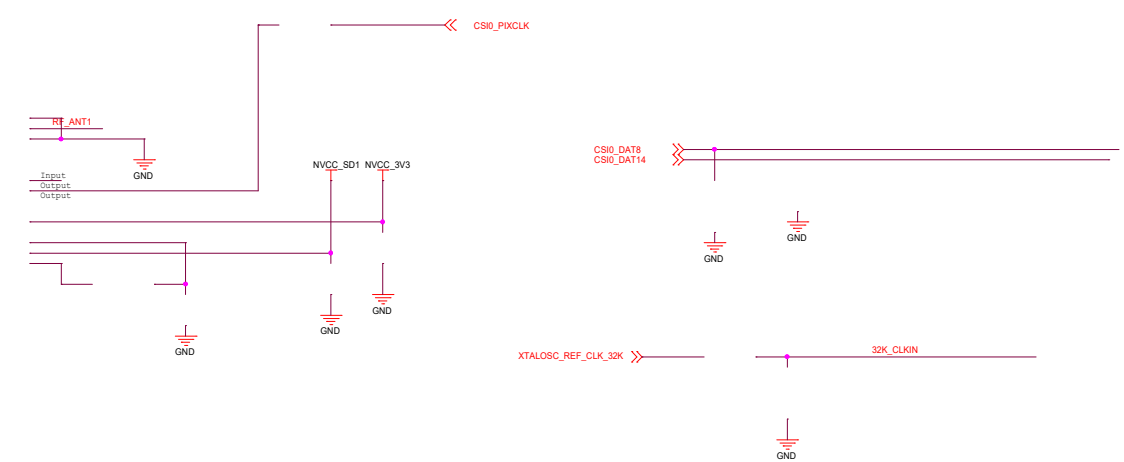 CSI0_PIXCLK
RF_ANT1
GND
Input
Output
Output
NVCC_SD1 NVCC_3V3
CSI0_DAT8
CSI0_DAT14
GND
GND
GND
GND
GND
XTALOSC_REF_CLK_32K
32K_CLKIN
GND